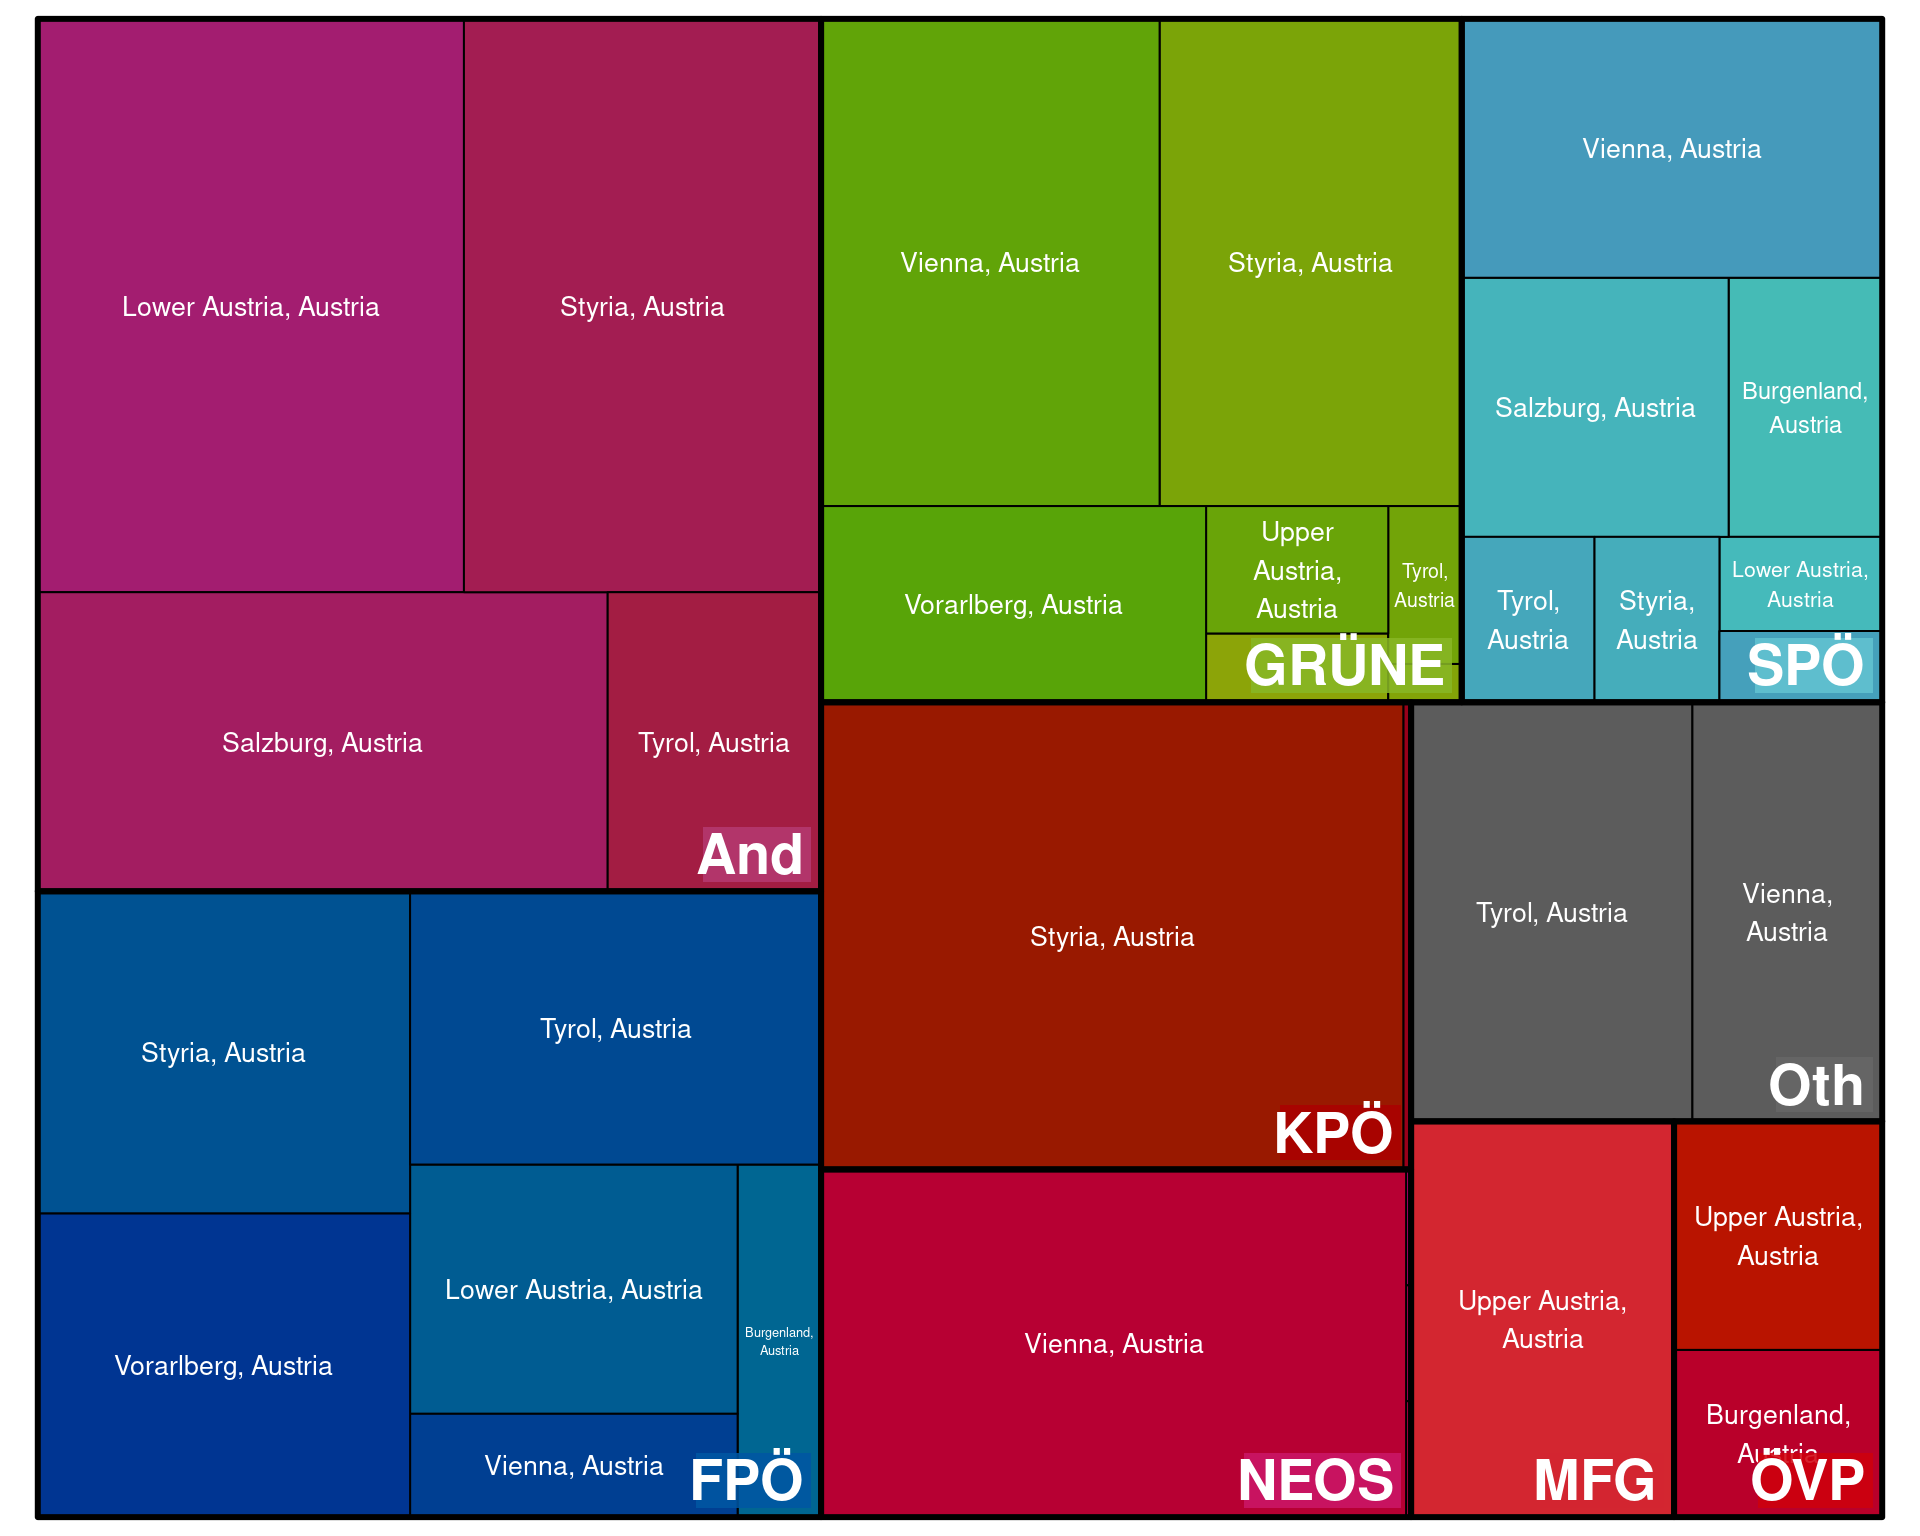 Lower Austria, Austria
Styria, Austria
Salzburg, Austria
Tyrol, Austria
And
Styria, Austria
Tyrol, Austria
Vorarlberg, Austria
Lower Austria, Austria
Burgenland,
Austria
Vienna, Austria
FPÖ
Vienna, Austria
Styria, Austria
Vorarlberg, Austria
Upper
Austria,
Austria
Tyrol,
Austria
GRÜNE
Vienna, Austria
Salzburg, Austria
Burgenland,
Austria
Tyrol,
Austria
Styria,
Austria
Lower Austria,
Austria
SPÖ
Styria, Austria
KPÖ
Tyrol, Austria
Vienna,
Austria
Oth
Vienna, Austria
NEOS
Upper Austria,
Austria
MFG
Upper Austria,
Austria
Burgenland,
Austria
ÖVP